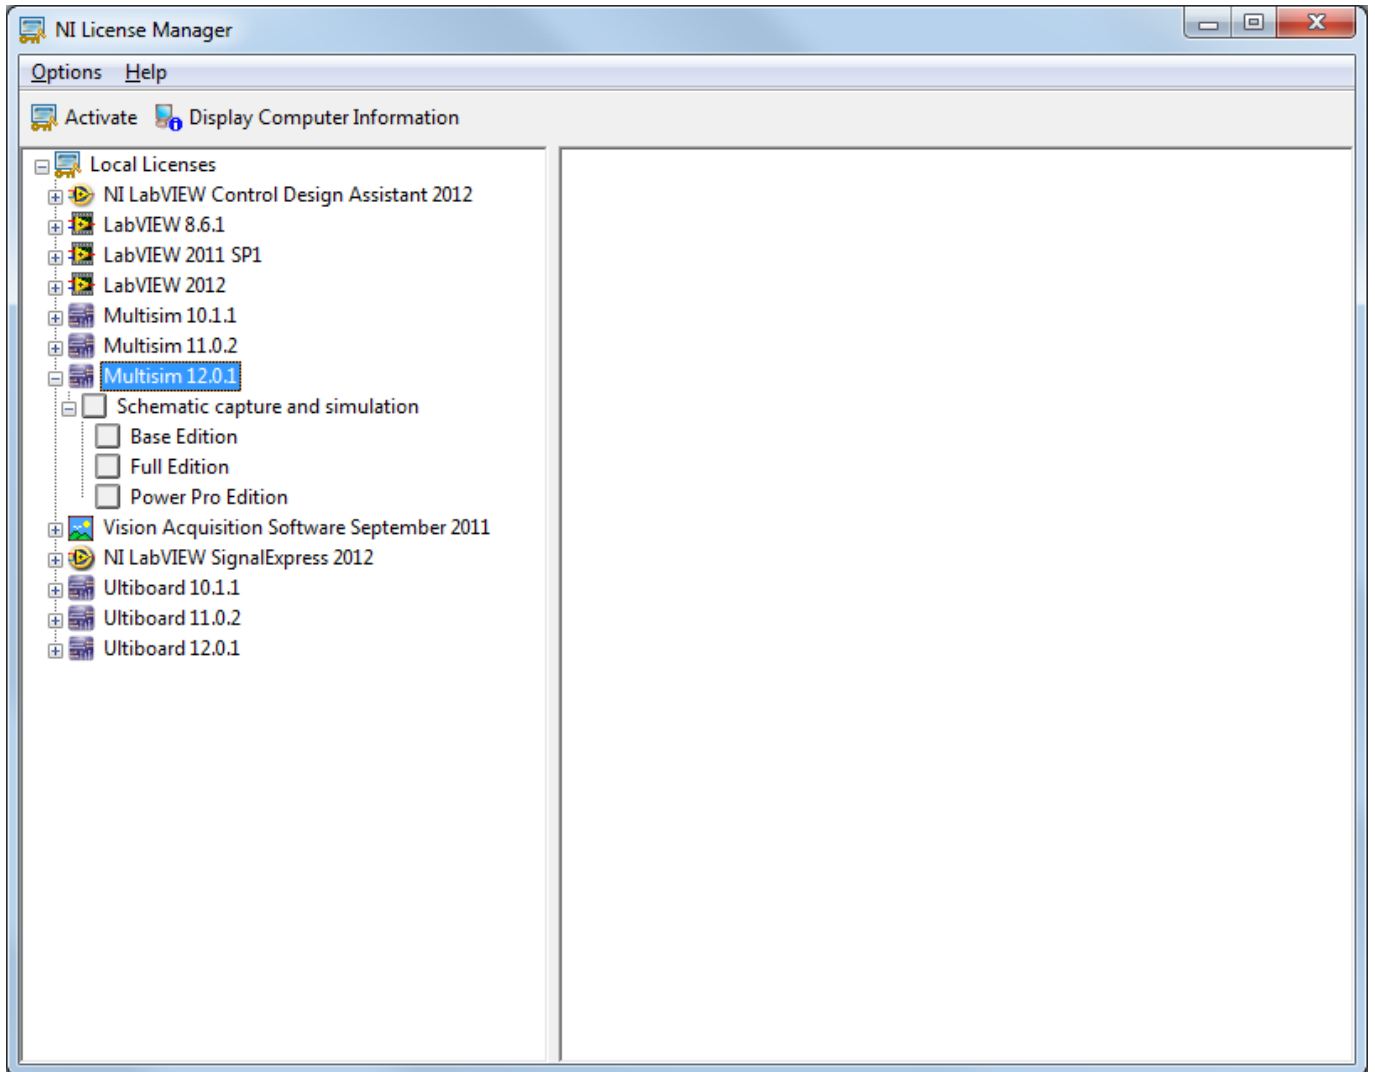 NI License Manager
Options Help
Activate Display Computer Information
Local Licenses
NI LabVIEW Control Design Assistant 2012
LabVIEW 8.6.1
LabVIEW 2011 SP1
LabVIEW 2012
Multisim 10.1.1
Multisim 11.0.2
Multisim 12.0.1
Schematic capture and simulation
Base Edition
Full Edition
Power Pro Edition
Vision Acquisition Software September 2011
NI LabVIEW SignalExpress 2012
Ultiboard 10.1.1
Ultiboard 11.0.2
Ultiboard 12.0.1